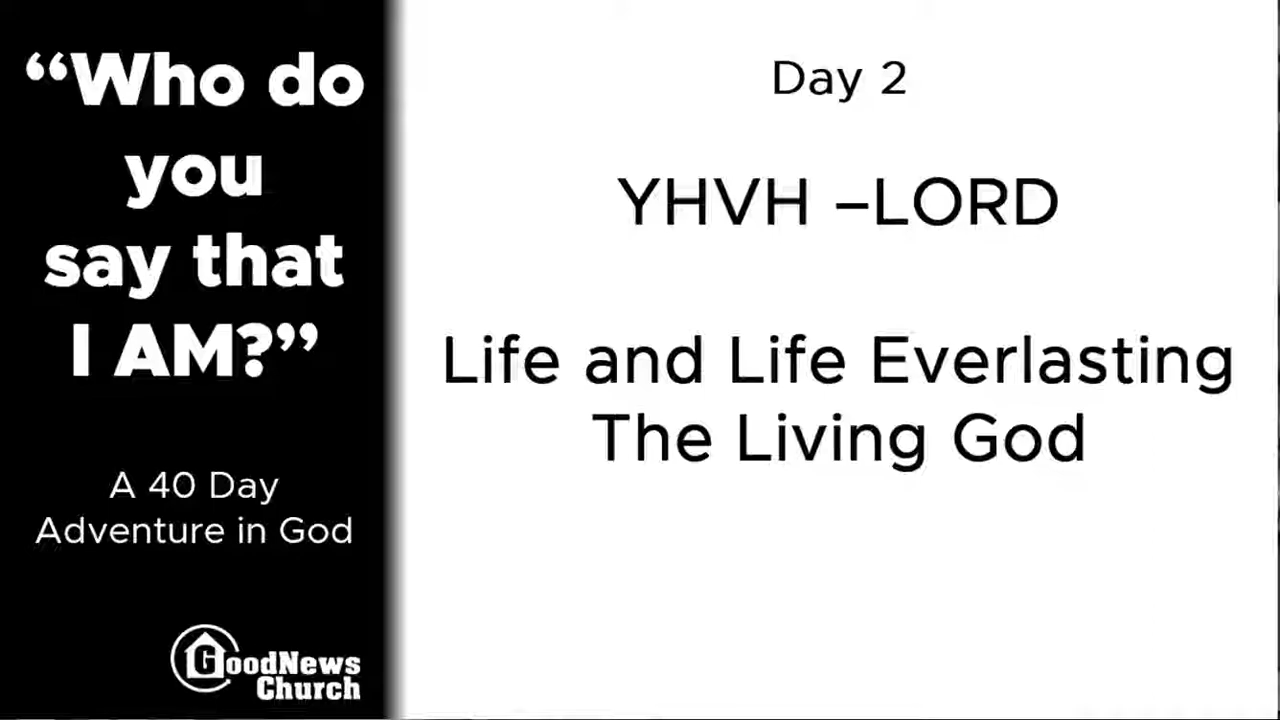 “Who do
you
say that
I AM?”
A 40 Day
Adventure in God
GoodNews
Church
Day 2
YHVH –LORD
Life and Life Everlasting
The Living God